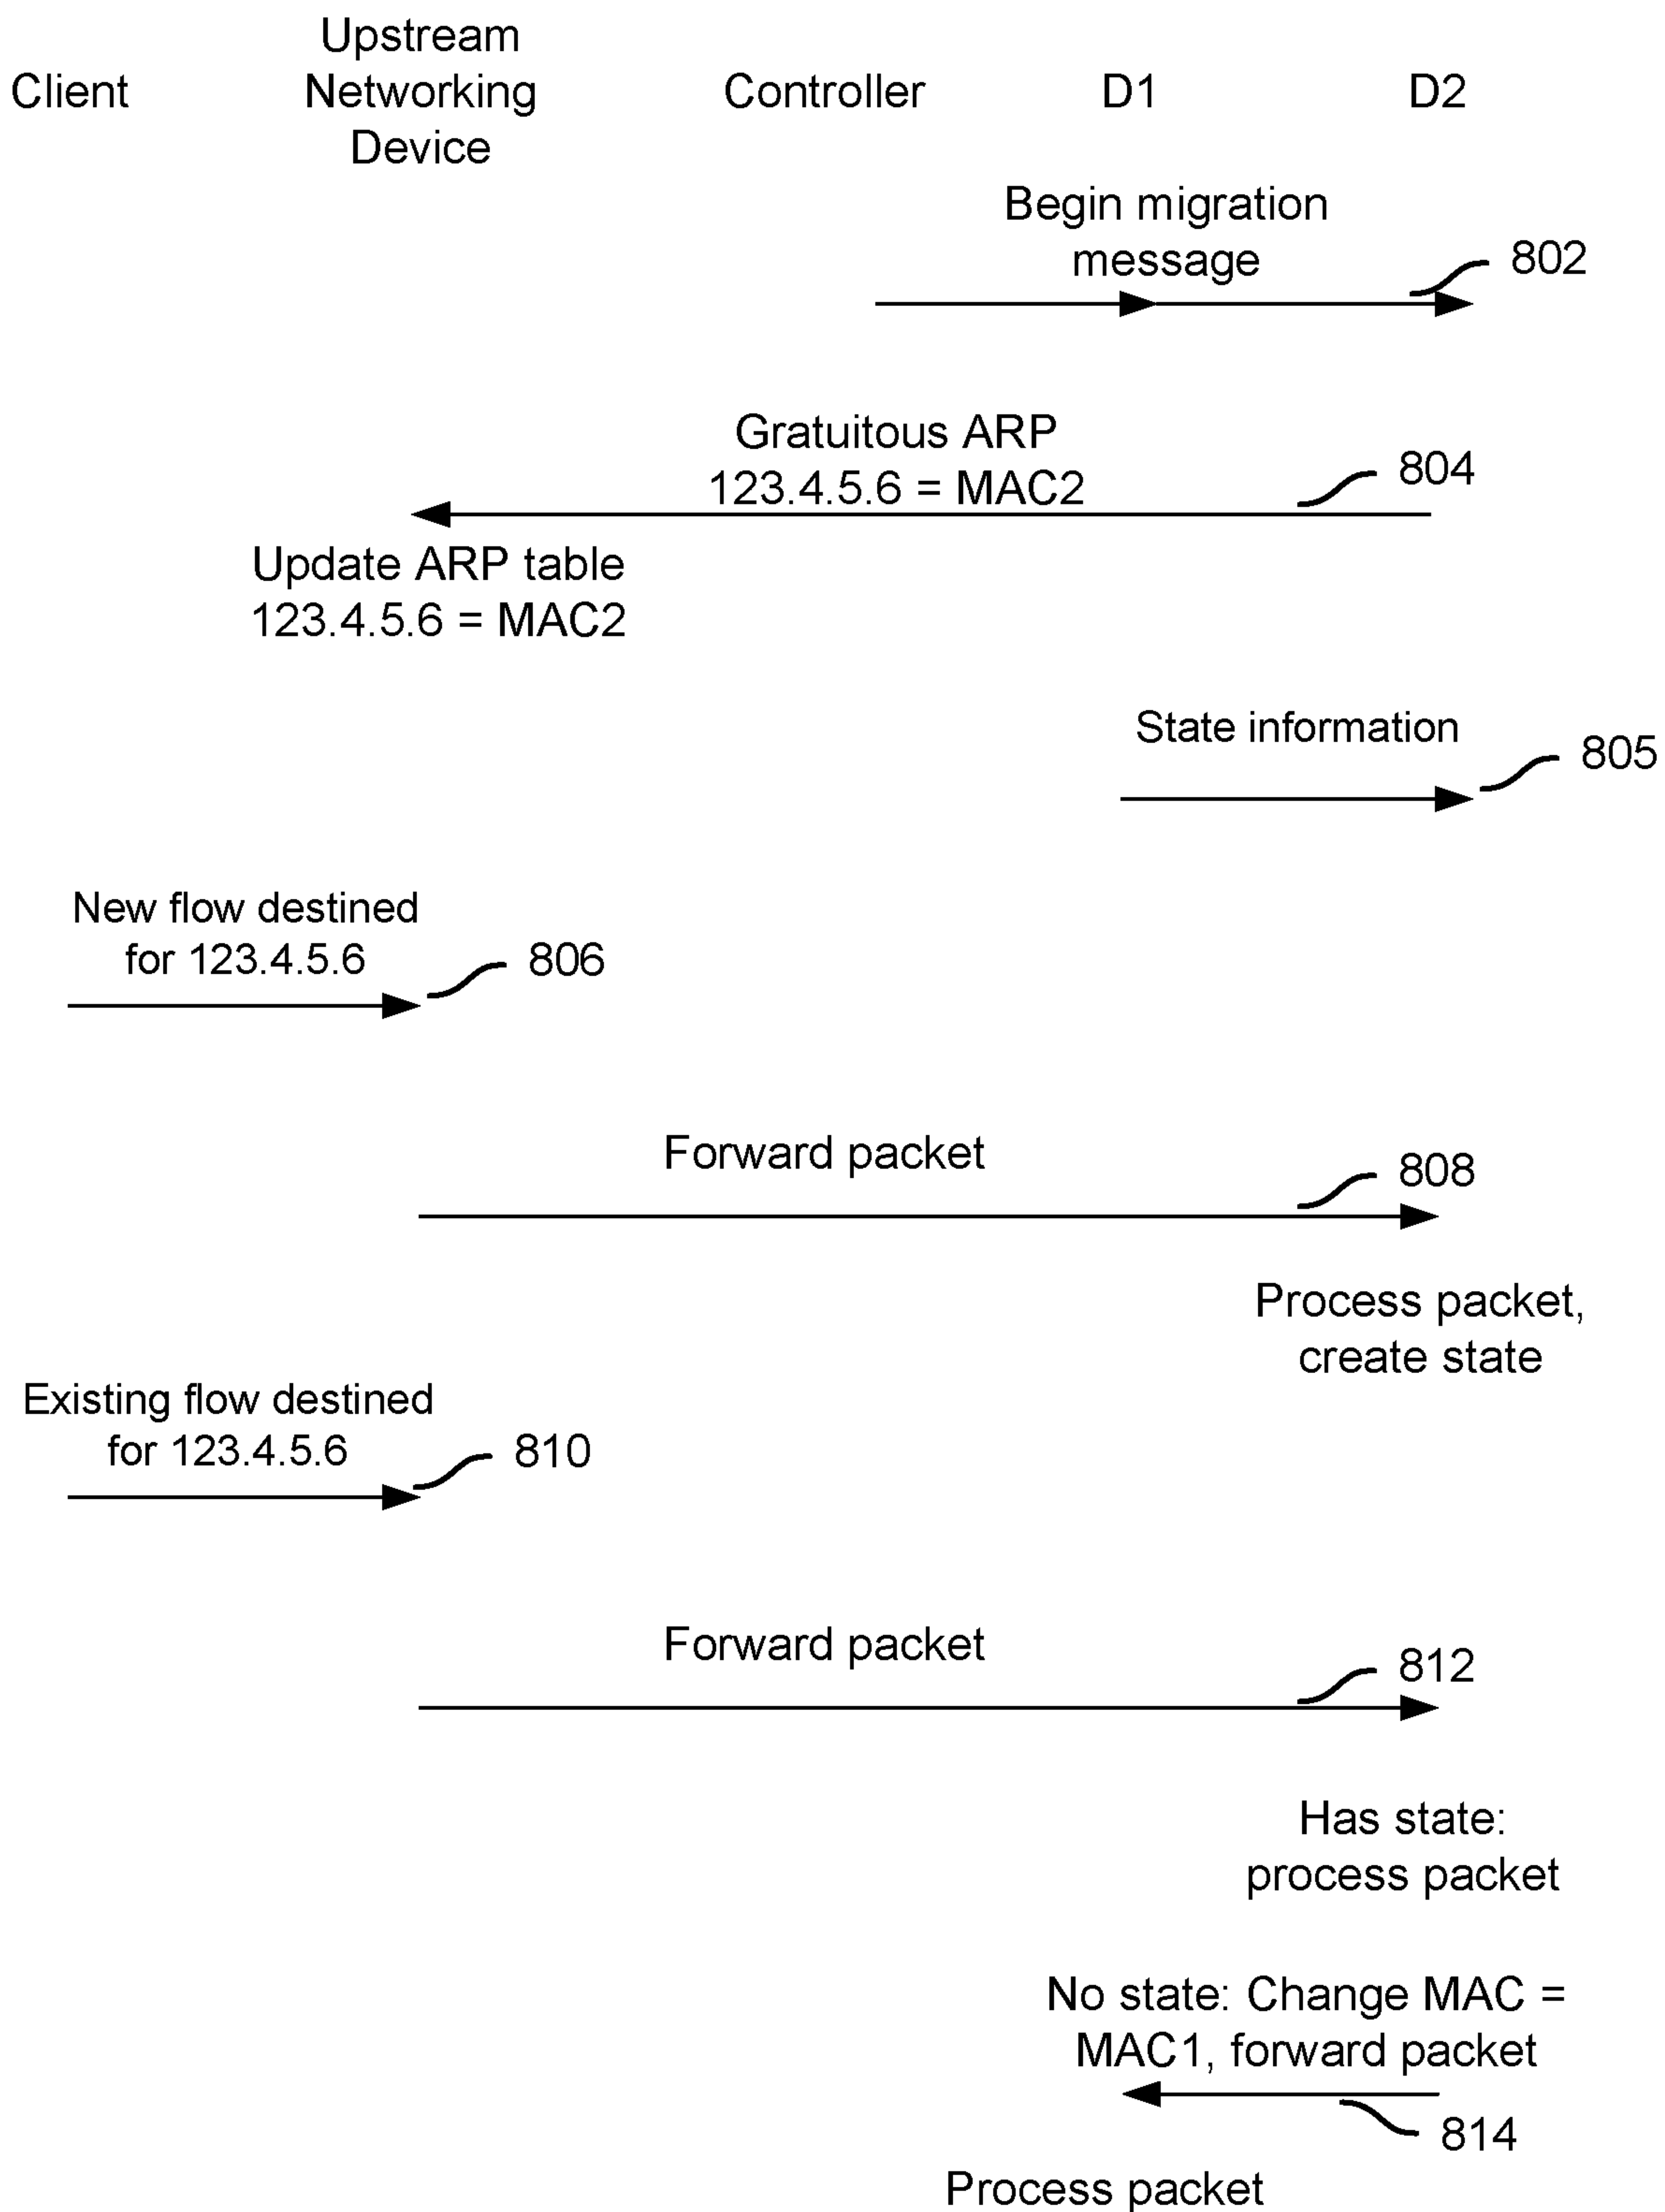 Upstream
Client Networking Controller D1 D2
Device
Begin migration
message
802
Gratuitous ARP
123.4.5.6 = MAC2
804
Update ARP table
123.4.5.6 = MAC2
State information
805
New flow destined
for 123.4.5.6
806
Forward packet
808
Process packet,
create state
Existing flow destined
for 123.4.5.6
810
Forward packet
812
Has state:
process packet
No state: Change MAC =
MAC1, forward packet
814
Process packet